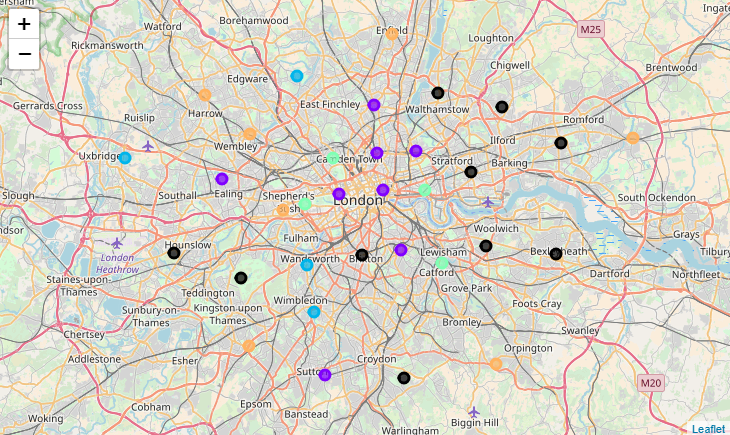 ersham
+
−
Watford
Borehamwood
Enfield
Loughton
M25
Ingate
Rickmansworth
Chigwell
Brentwood
Edgware
Gerrards Cross
Harrow
East Finchley
Walthamstow
Ruislip
Romford
Wembley
Ilford
Uxbridge
Camden Town
Stratford
Barking
Slough
Southall
Ealing
Shepherd's
London
South Ockendon
Woolwich
Fulham
Grays
Hounslow
Brixton
Lewisham
Bexleyheath
Tilbury
London
Heathrow
Wandsworth
Catford
Dartford
Northfleet
Staines-upon-
Thames
Teddington
Grove Park
Wimbledon
Foots Cray
Sunbury-on-
Thames
Kingston upon
Thames
Bromley
Swanley
Chertsey
Orpington
Addlestone
Esher
Croydon
Sutton
M20
Cobham
Epsom
Banstead
Biggin Hill
Woking
Warlingham
Leaflet